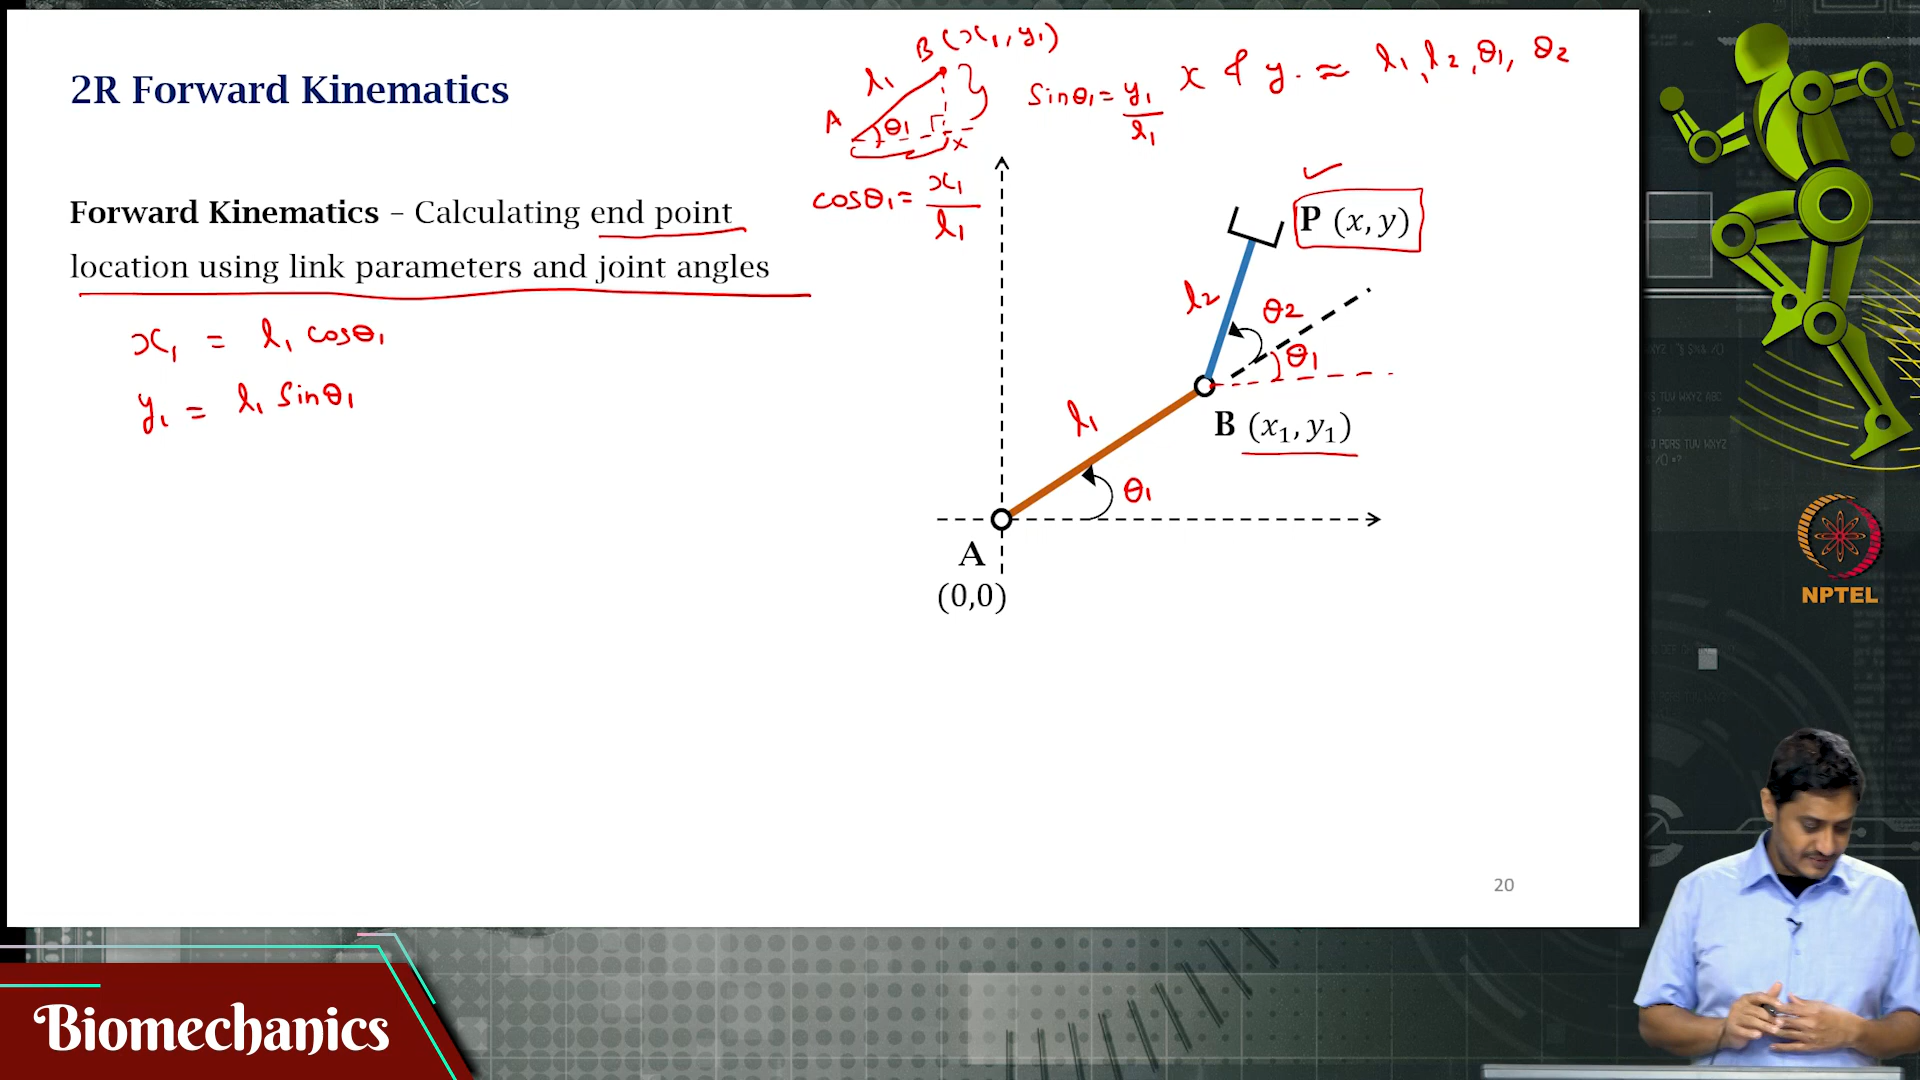 2R Forward Kinematics
Forward Kinematics – Calculating end point
location using link parameters and joint angles
x₁ = l₁ cosθ₁
y₁ = l₁ sinθ₁
B (x₁, y₁)
l₁
A
θ₁
x
y
sinθ₁ = y₁/l₁
cosθ₁ = x₁/l₁
x & y. ≈ l₁, l₂, θ₁, θ₂
P (x, y)
l₂
θ₂
θ₁
l₁
B (x₁, y₁)
θ₁
A
(0,0)
20
NPTEL
Biomechanics